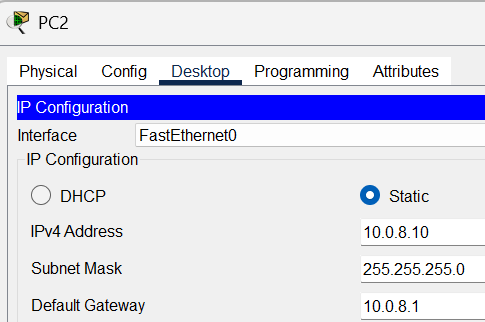 PC2
Physical Config Desktop Programming Attributes
IP Configuration
Interface FastEthernet0
IP Configuration
DHCP Static
IPv4 Address 10.0.8.10
Subnet Mask 255.255.255.0
Default Gateway 10.0.8.1